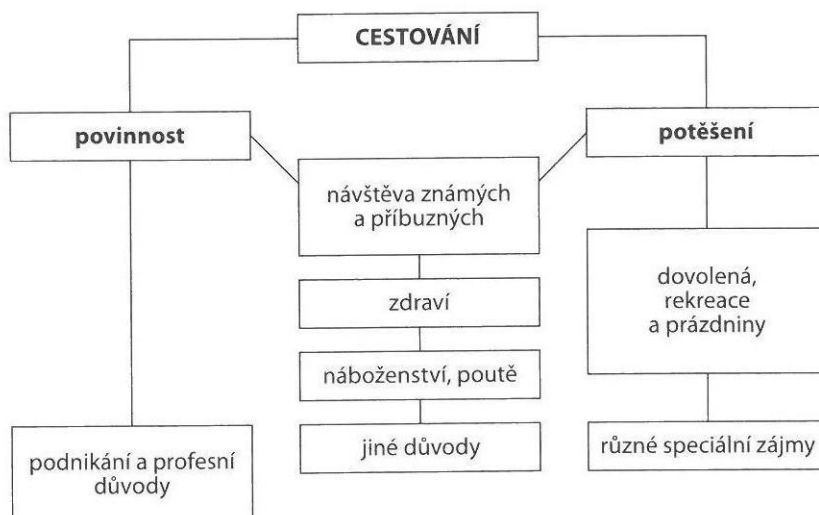 CESTOVÁNÍ
povinnost
potěšení
návštěva známých
a příbuzných
zdraví
náboženství, poutě
jiné důvody
dovolená,
rekreace
a prázdniny
různé speciální zájmy
podnikání a profesní
důvody